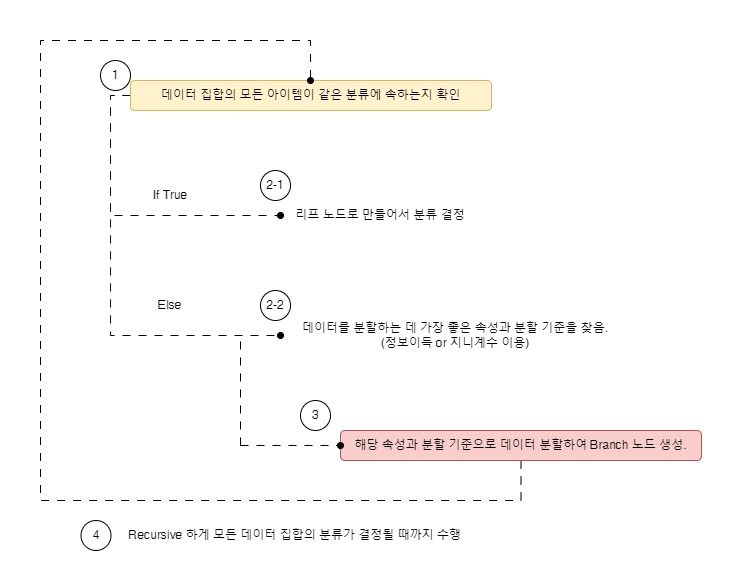 1
데이터 집합의 모든 아이템이 같은 분류에 속하는지 확인
If True
2-1
리프 노드로 만들어서 분류 결정
Else
2-2
데이터를 분할하는 데 가장 좋은 속성과 분할 기준을 찾음.
(정보이득 or 지니계수 이용)
3
해당 속성과 분할 기준으로 데이터 분할하여 Branch 노드 생성.
4
Recursive 하게 모든 데이터 집합의 분류가 결정될 때까지 수행